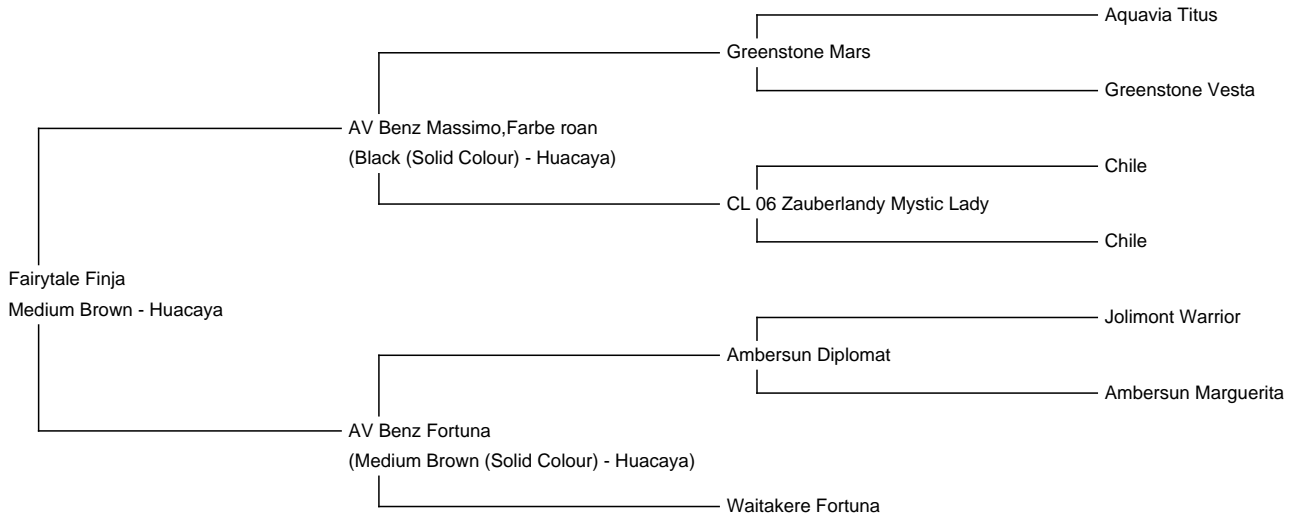 Aquavia Titus
Greenstone Mars
Greenstone Vesta
AV Benz Massimo,Farbe roan
(Black (Solid Colour) - Huacaya)
Chile
CL 06 Zauberlandy Mystic Lady
Chile
Fairytale Finja
Medium Brown - Huacaya
Jolimont Warrior
Ambersun Diplomat
Ambersun Marguerita
AV Benz Fortuna
(Medium Brown (Solid Colour) - Huacaya)
Waitakere Fortuna